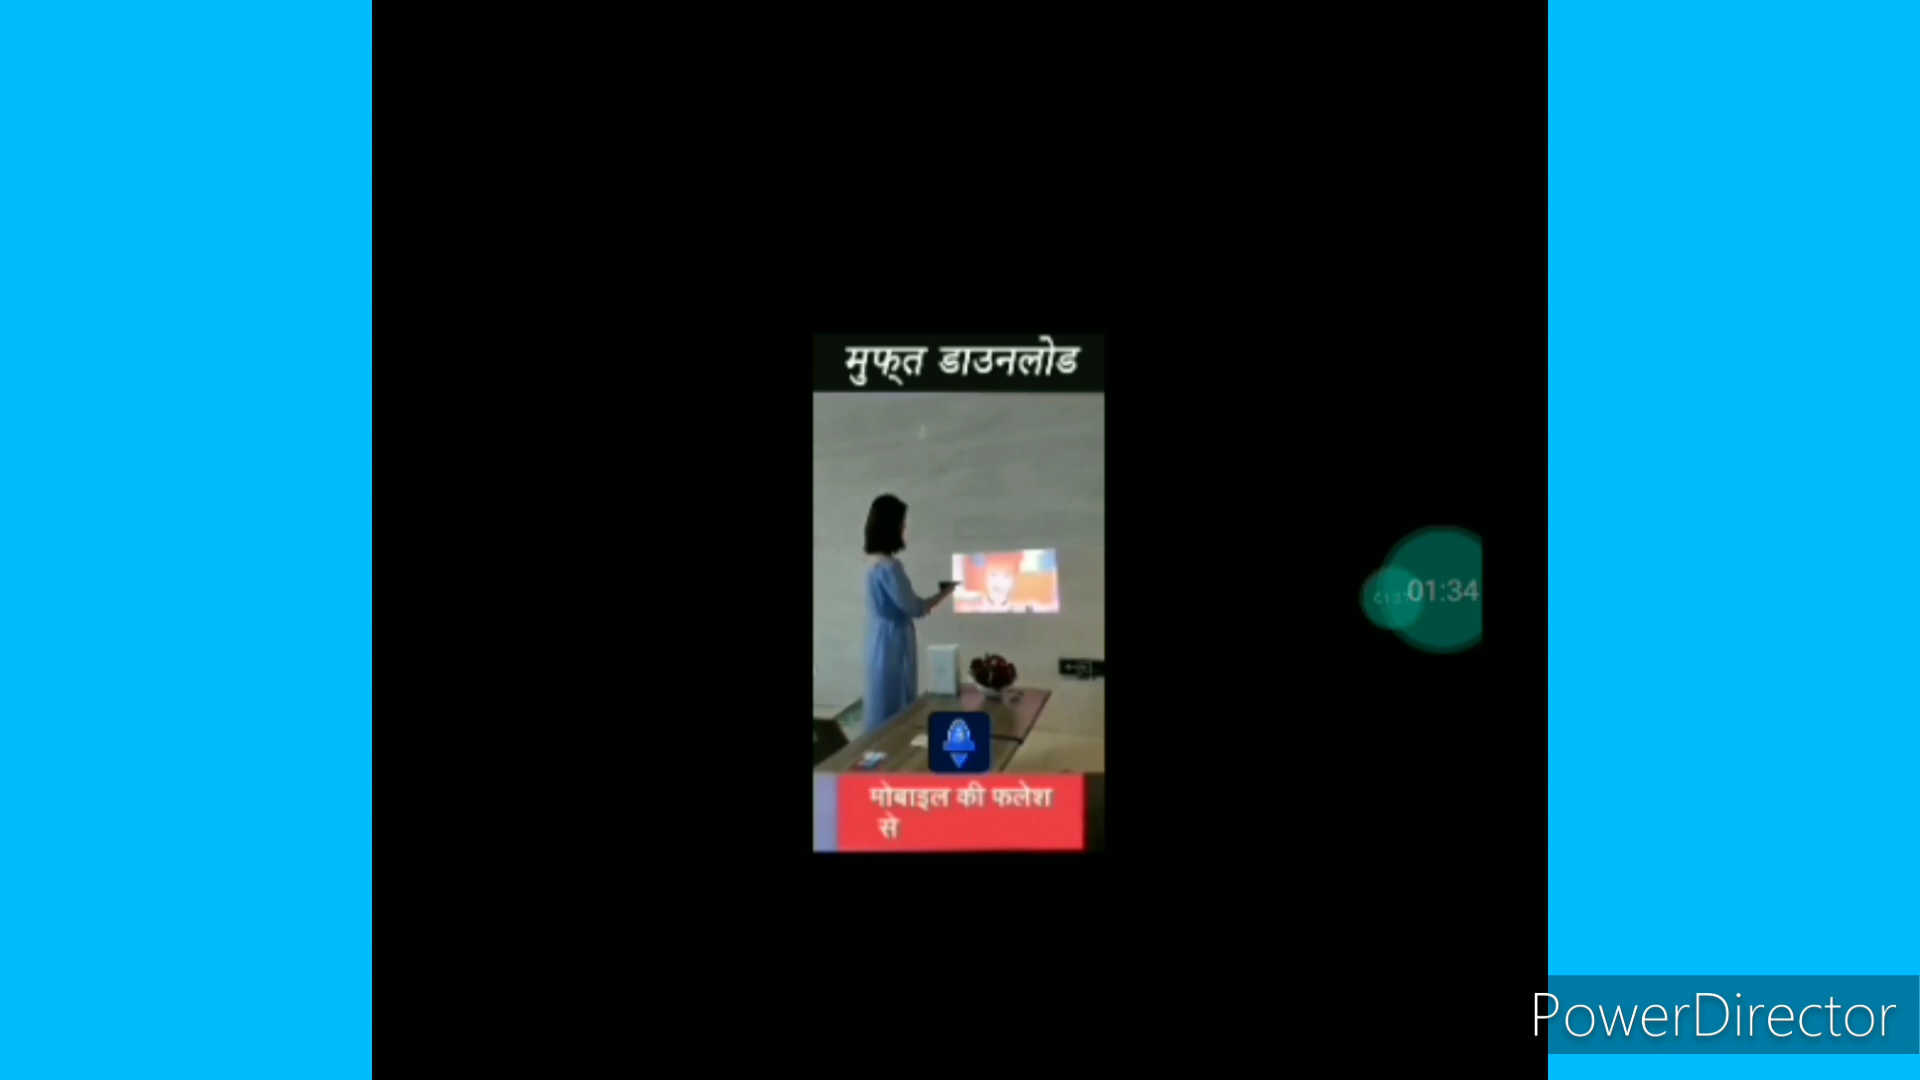 मुफ्त डाउनलोड
01:34
मोबाइल की फलेश
से
PowerDirector